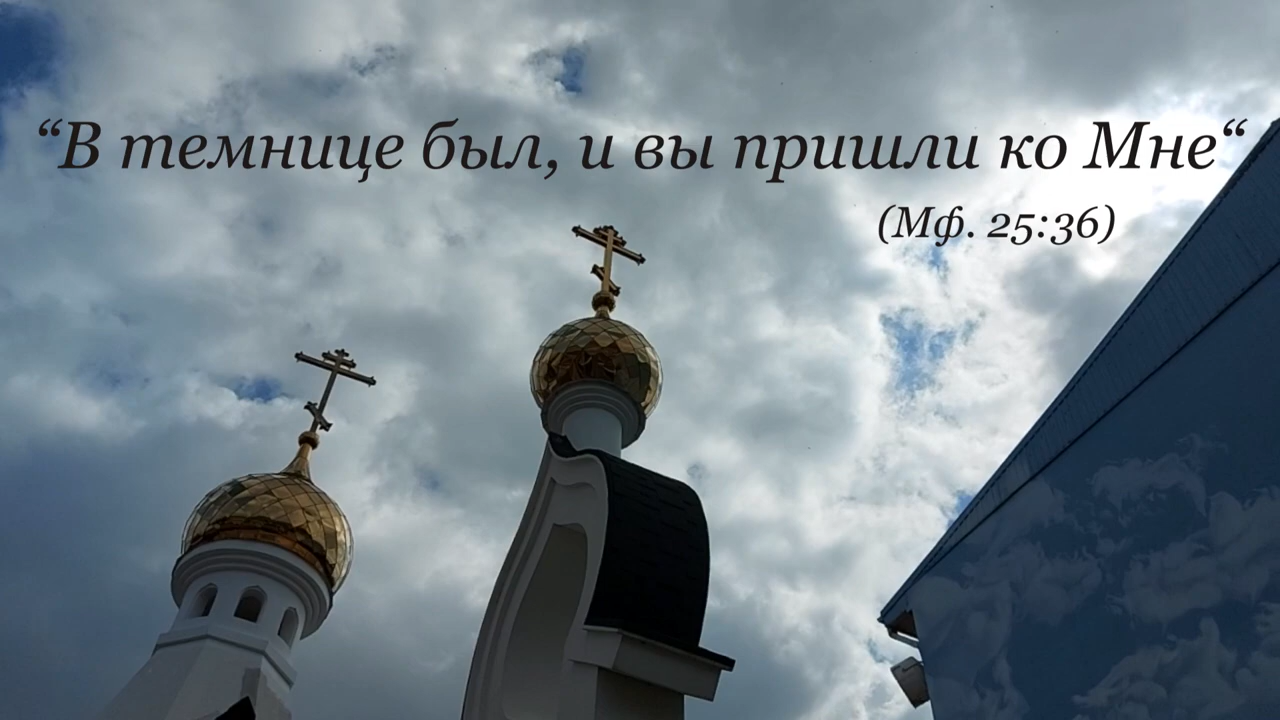 “В темнице был, и вы пришли ко Мне“
(Мф. 25:36)